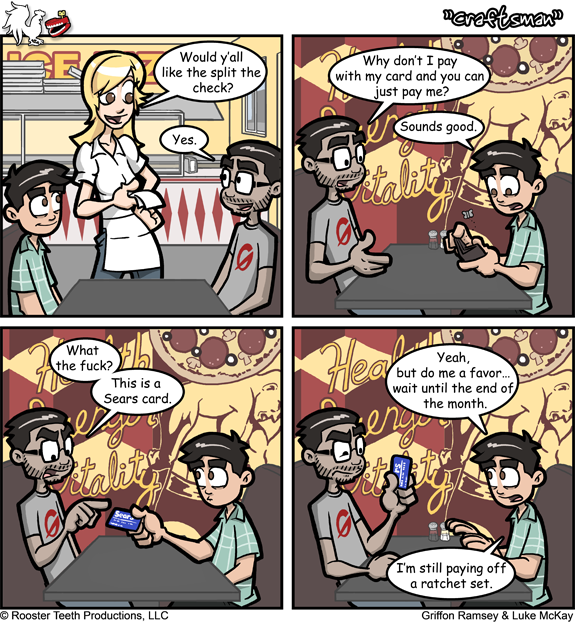 "craftsman"
ICE
Would y'all
like the split the
check?
Yes.
Why don't I pay
with my card and you can
just pay me?
Sounds good.
Vitality
What
the fuck?
This is a
Sears card.
Health
Vitality
Sears
Yeah,
but do me a favor...
wait until the end of
the month.
I'm still paying off
a ratchet set.
© Rooster Teeth Productions, LLC
Griffon Ramsey & Luke McKay